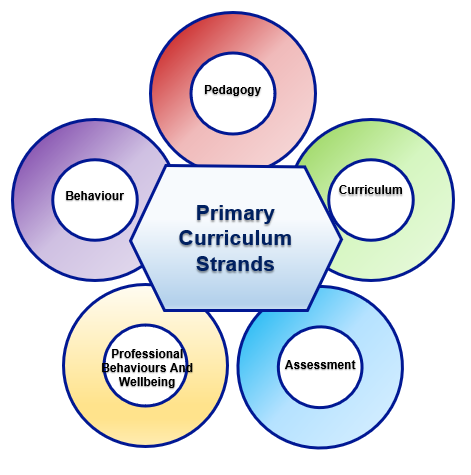 Pedagogy
Behaviour
Curriculum
Primary
Curriculum
Strands
Professional
Behaviours And
Wellbeing
Assessment